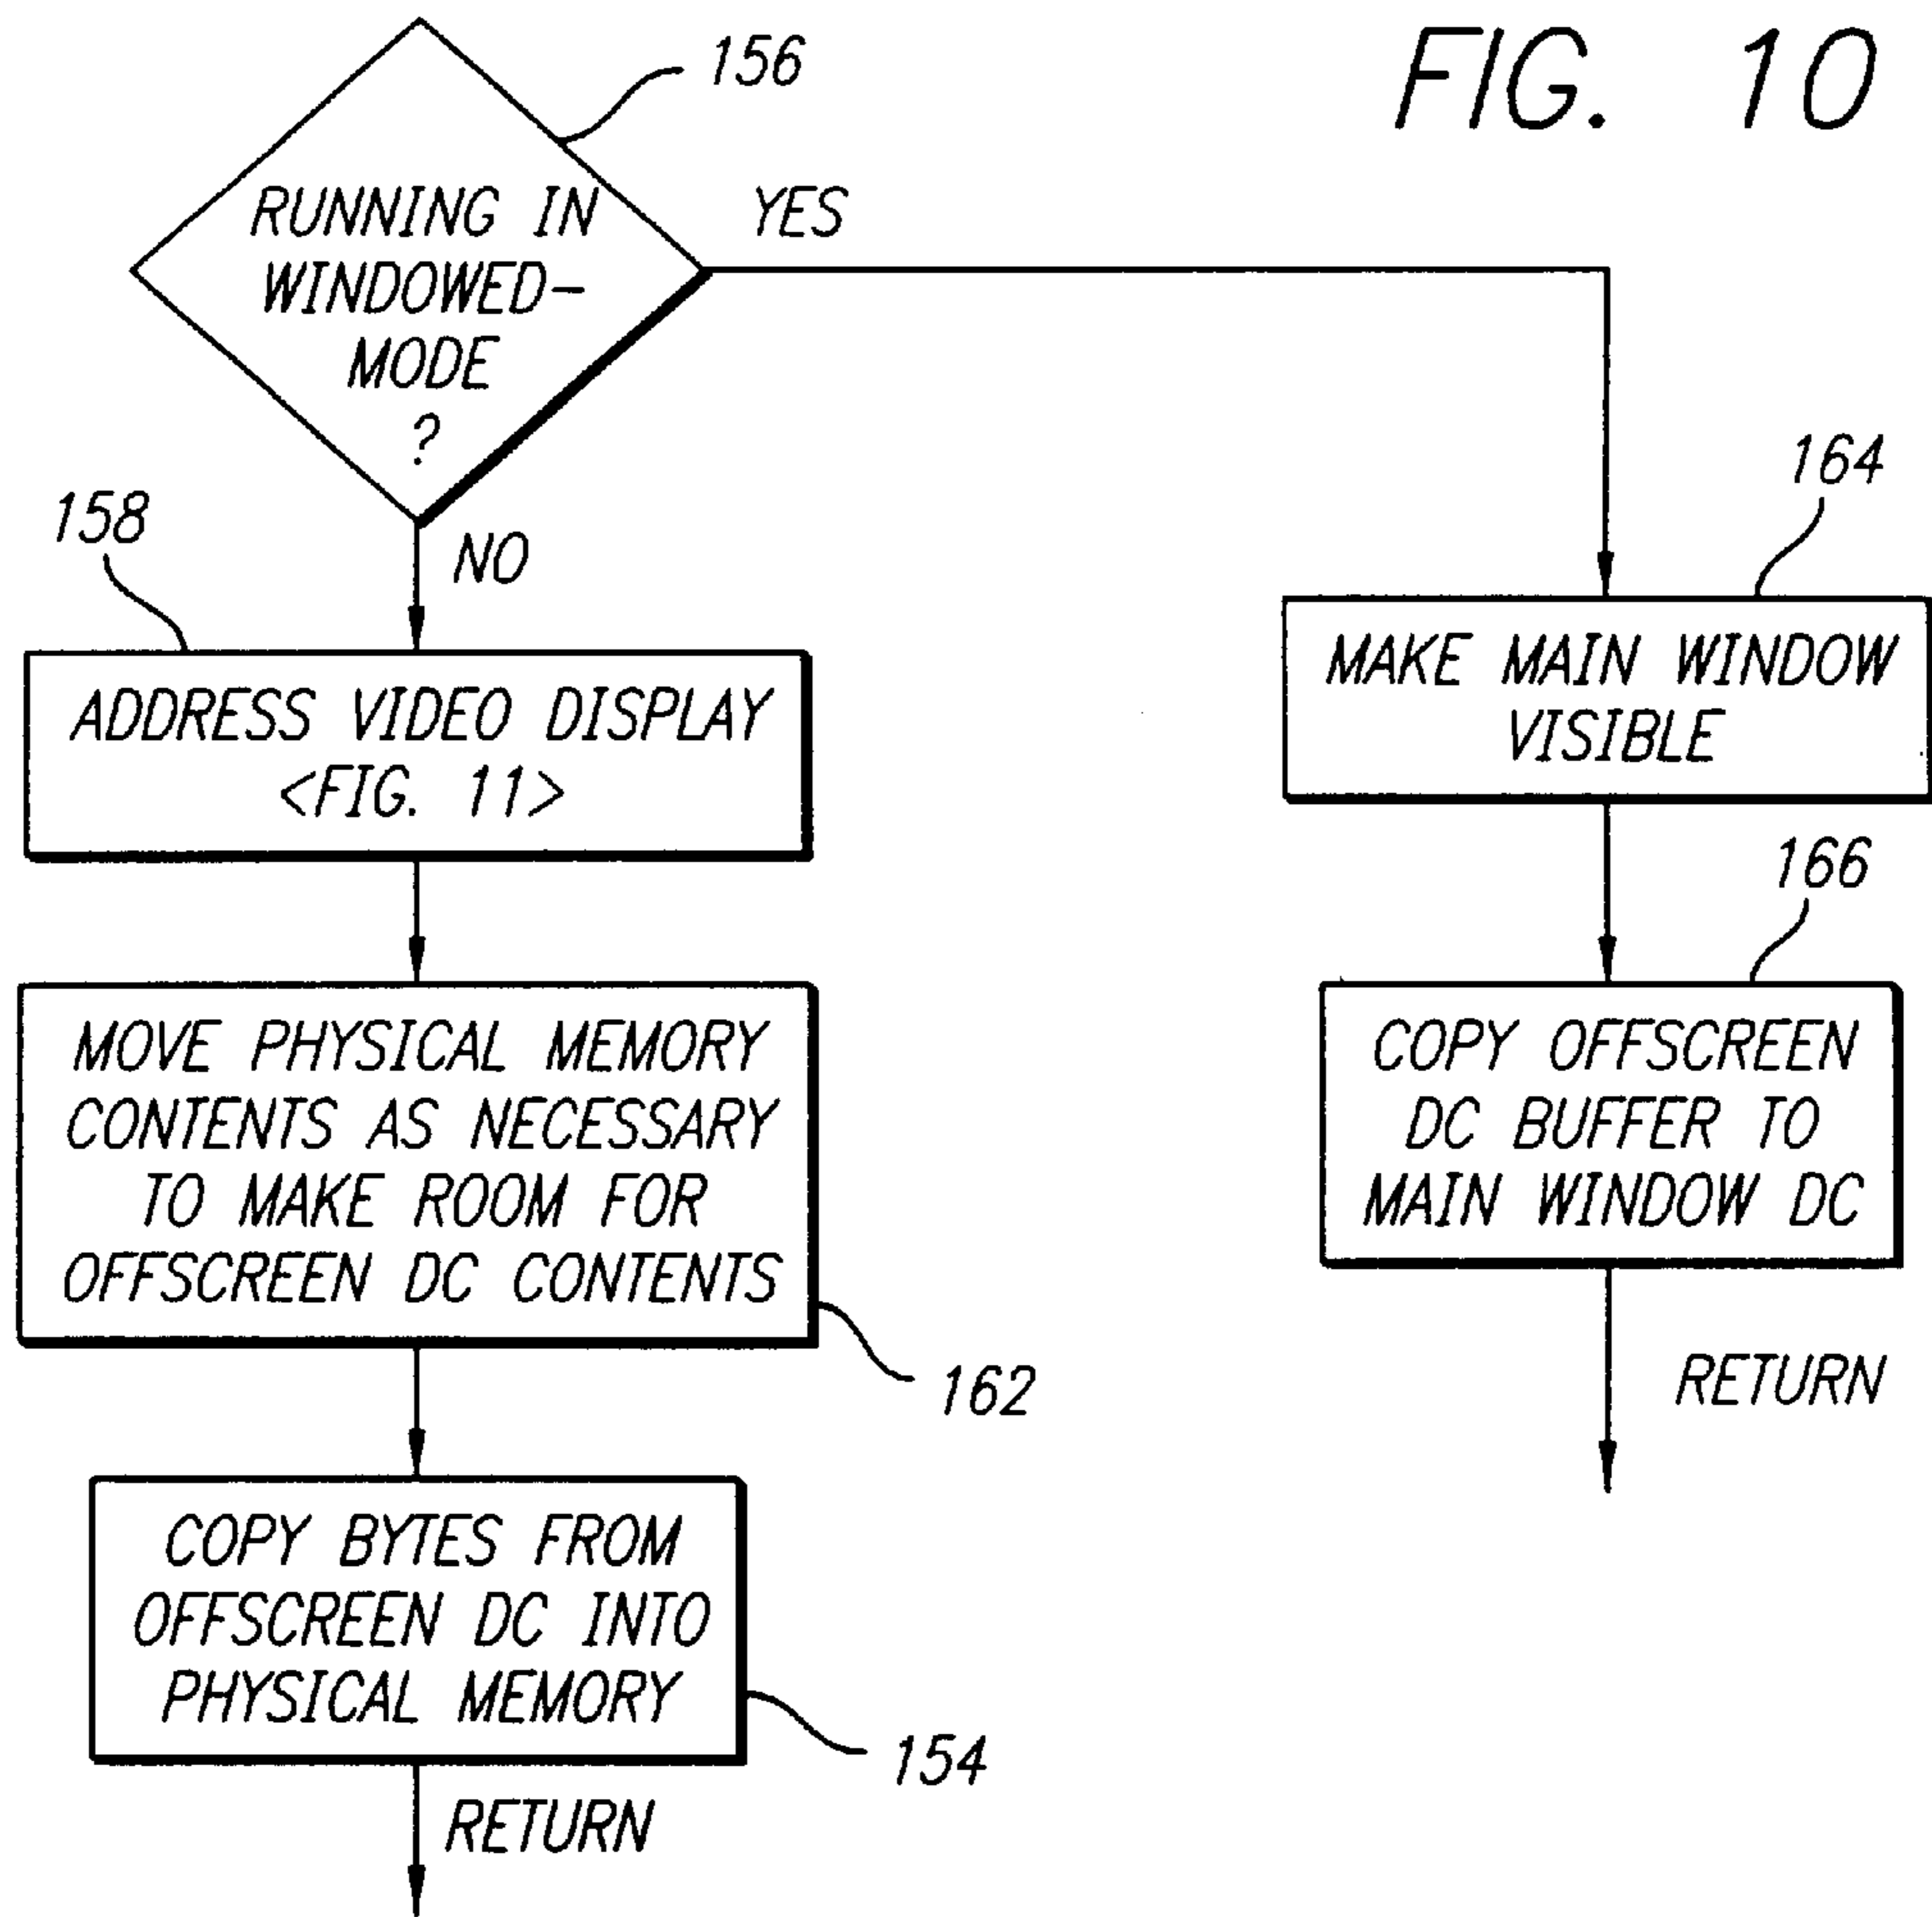 FIG. 10
156
RUNNING IN
WINDOWED-
MODE
?
YES
NO
158
ADDRESS VIDEO DISPLAY
<FIG. 11>
MOVE PHYSICAL MEMORY
CONTENTS AS NECESSARY
TO MAKE ROOM FOR
OFFSCREEN DC CONTENTS
162
COPY BYTES FROM
OFFSCREEN DC INTO
PHYSICAL MEMORY
154
RETURN
164
MAKE MAIN WINDOW
VISIBLE
166
COPY OFFSCREEN
DC BUFFER TO
MAIN WINDOW DC
RETURN